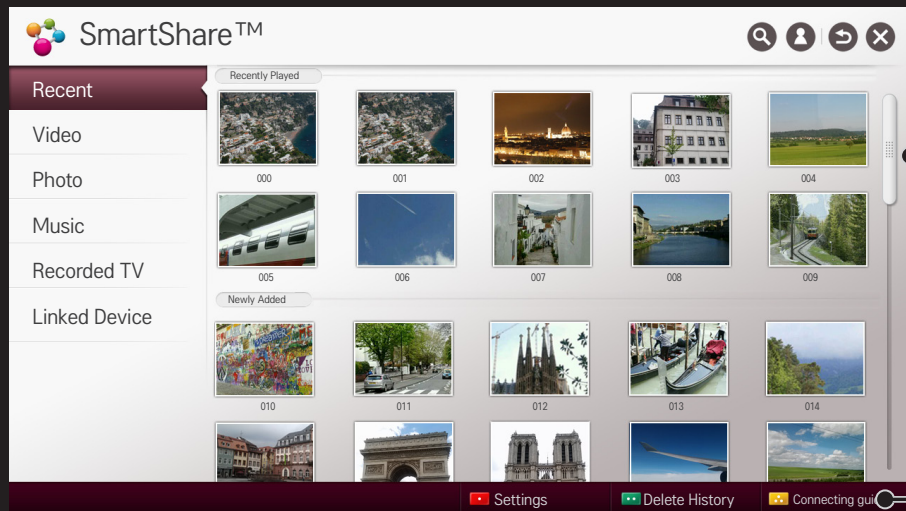 SmartShare™
Recent
Video
Photo
Music
Recorded TV
Linked Device
Recently Played
000
001
002
003
004
005
006
007
008
009
Newly Added
010
011
012
013
014
Settings
Delete History
Connecting